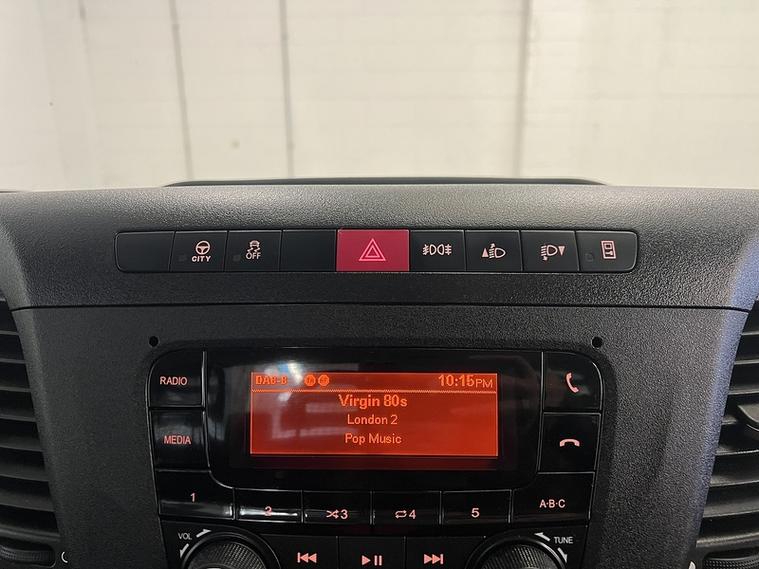 CITY
OFF
RADIO
MEDIA
DAB-B
10:15PM
Virgin 80s
London 2
Pop Music
1 2 3 4 5 A·B·C
VOL
TUNE